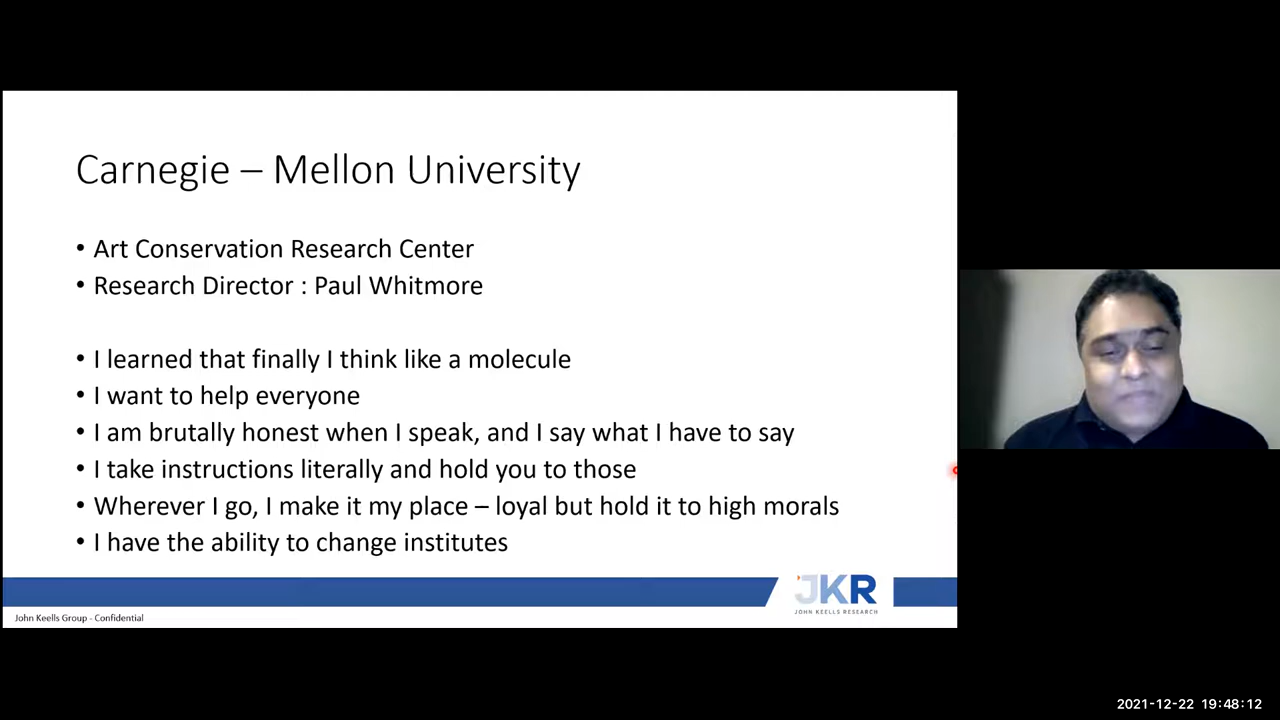 Carnegie – Mellon University
• Art Conservation Research Center
• Research Director : Paul Whitmore
• I learned that finally I think like a molecule
• I want to help everyone
• I am brutally honest when I speak, and I say what I have to say
• I take instructions literally and hold you to those
• Wherever I go, I make it my place – loyal but hold it to high morals
• I have the ability to change institutes
JKR
JOHN KEELLS RESEARCH
John Keells Group - Confidential
2021-12-22 19:48:12